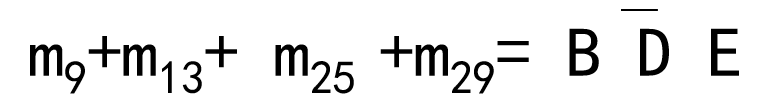 m₉+m₁₃+ m₂₅ +m₂₉= B D̅ E